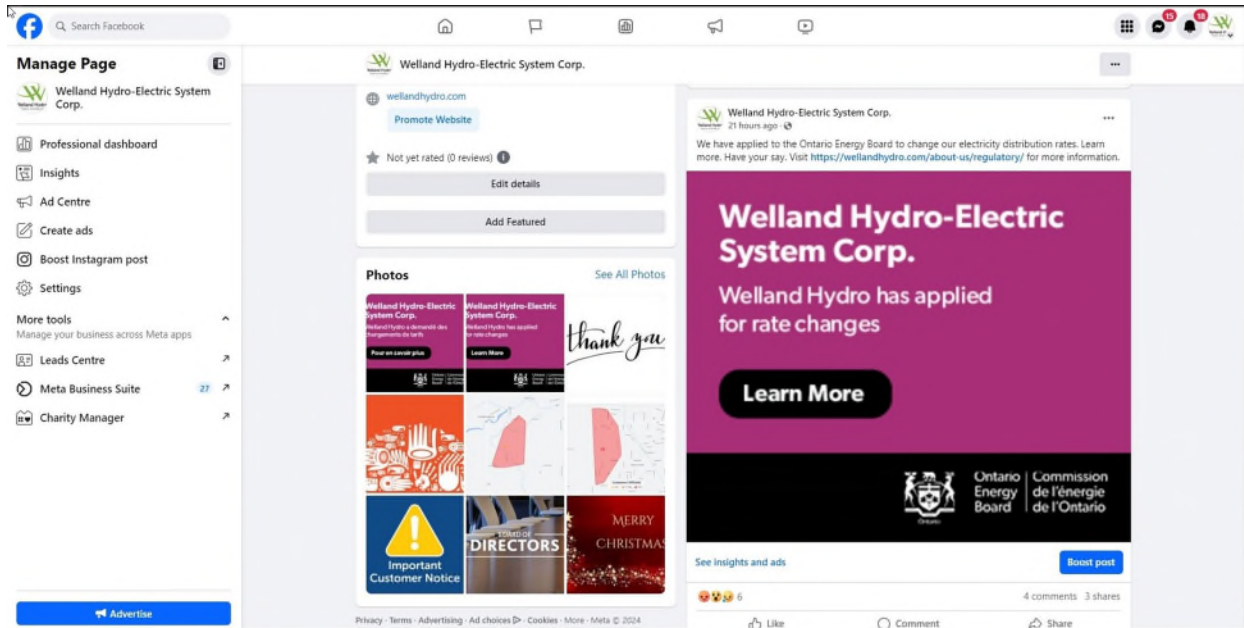 Search Facebook
15
18
Manage Page
Welland Hydro-Electric System
Corp.
Professional dashboard
Insights
Ad Centre
Create ads
Boost Instagram post
Settings
More tools
Manage your business across Meta apps
Leads Centre
Meta Business Suite 27
Charity Manager
Advertise
Welland Hydro-Electric System Corp.
wellandhydro.com
Promote Website
Not yet rated (0 reviews)
Edit details
Add Featured
Photos See All Photos
Welland Hydro-Electric
System Corp.
Welland Hydro a demandé des
changements de tarifs
Pour en savoir plus
Welland Hydro-Electric
System Corp.
Welland Hydro has applied
for rate changes
Learn More
thank you
Important
Customer Notice
BOARD OF
DIRECTORS
MERRY
CHRISTMAS
Privacy · Terms · Advertising · Ad choices · Cookies · More · Meta © 2024
Welland Hydro-Electric System Corp.
21 hours ago
We have applied to the Ontario Energy Board to change our electricity distribution rates. Learn
more. Have your say. Visit https://wellandhydro.com/about-us/regulatory/ for more information.
Welland Hydro-Electric
System Corp.
Welland Hydro has applied
for rate changes
Learn More
Ontario
Ontario Energy Board
Commission de l'énergie de l'Ontario
See insights and ads
Boost post
6
4 comments 3 shares
Like Comment Share